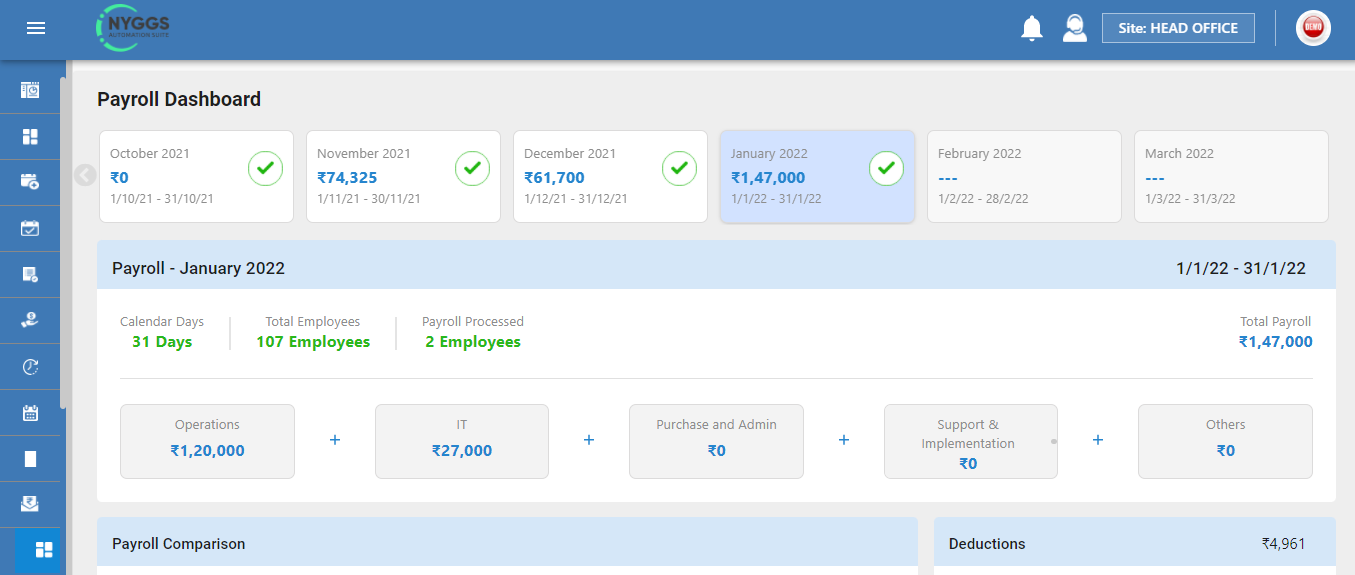 NYGGS
AUTOMATION SUITE
Site: HEAD OFFICE
DEMO
Payroll Dashboard
October 2021
₹0
1/10/21 - 31/10/21
November 2021
₹74,325
1/11/21 - 30/11/21
December 2021
₹61,700
1/12/21 - 31/12/21
January 2022
₹1,47,000
1/1/22 - 31/1/22
February 2022
---
1/2/22 - 28/2/22
March 2022
---
1/3/22 - 31/3/22
Payroll - January 2022
1/1/22 - 31/1/22
Calendar Days
31 Days
Total Employees
107 Employees
Payroll Processed
2 Employees
Total Payroll
₹1,47,000
Operations
₹1,20,000
+
IT
₹27,000
+
Purchase and Admin
₹0
+
Support &
Implementation
₹0
+
Others
₹0
Payroll Comparison
Deductions
₹4,961